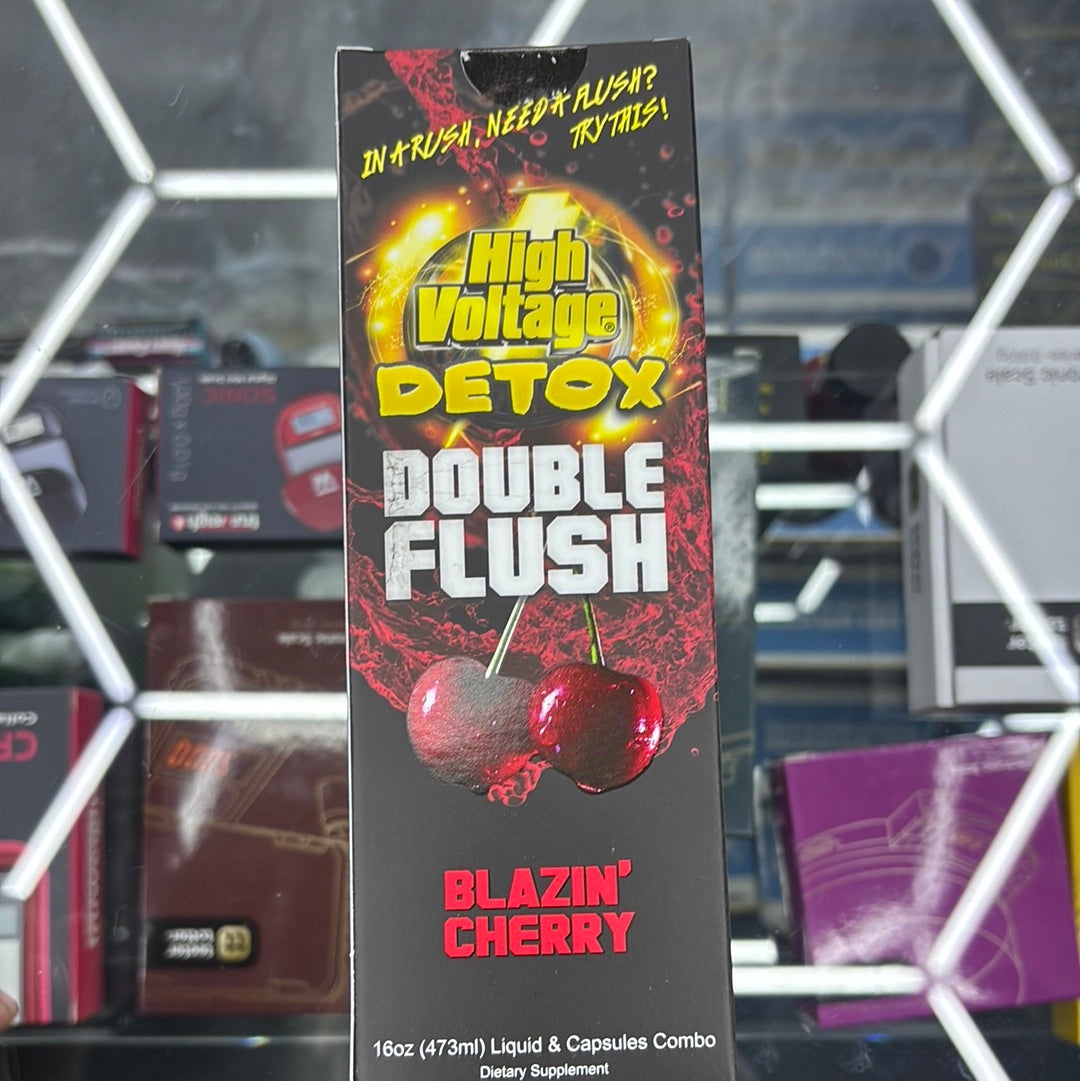 IN A RUSH, NEED A FLUSH?
TRY THIS!
High
Voltage®
DETOX
DOUBLE
FLUSH
BLAZIN'
CHERRY
16oz (473ml) Liquid & Capsules Combo
Dietary Supplement
SONIC